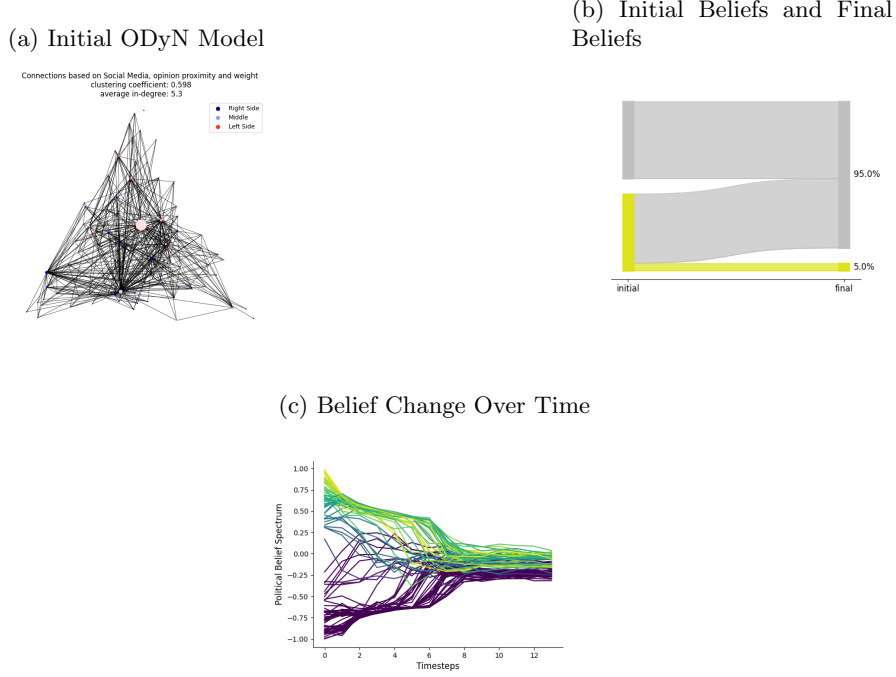 (a) Initial ODyN Model
(b) Initial Beliefs and Final
Beliefs
Connections based on Social Media, opinion proximity and weight
clustering coefficient: 0.598
average in-degree: 5.3
Right Side
Middle
Left Side
95.0%
5.0%
initial
final
(c) Belief Change Over Time
Political Belief Spectrum
1.00
0.75
0.50
0.25
0.00
−0.25
−0.50
−0.75
−1.00
0 2 4 6 8 10 12
Timesteps